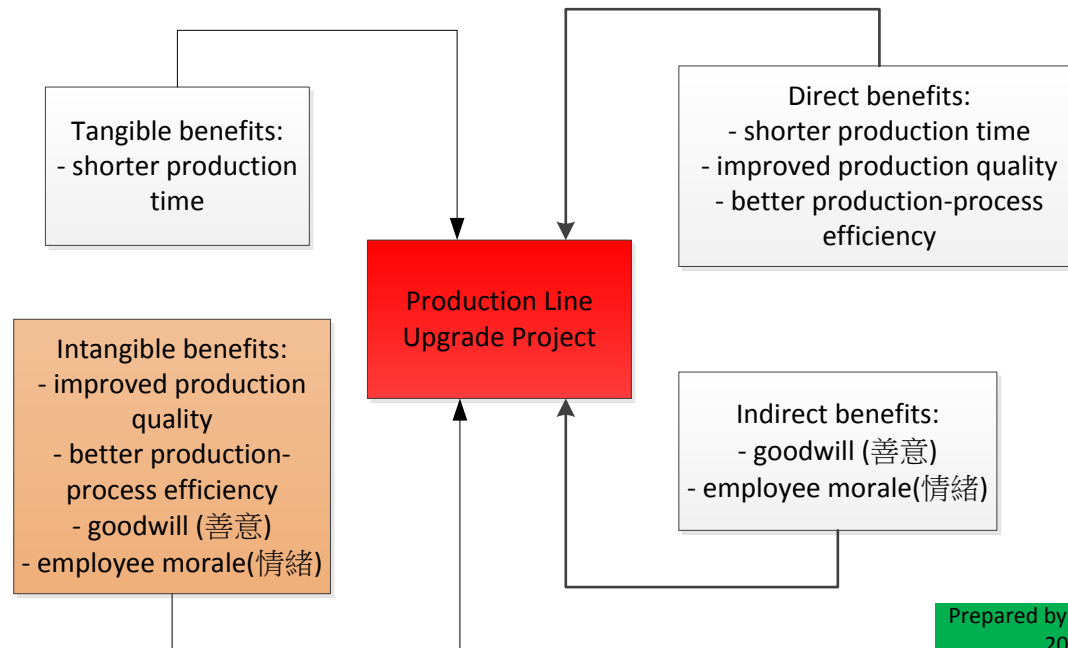 Tangible benefits:
- shorter production
time
Direct benefits:
- shorter production time
- improved production quality
- better production-process
efficiency
Production Line
Upgrade Project
Intangible benefits:
- improved production
quality
- better production-
process efficiency
- goodwill (善意)
- employee morale(情緒)
Indirect benefits:
- goodwill (善意)
- employee morale(情緒)
Prepared by
20